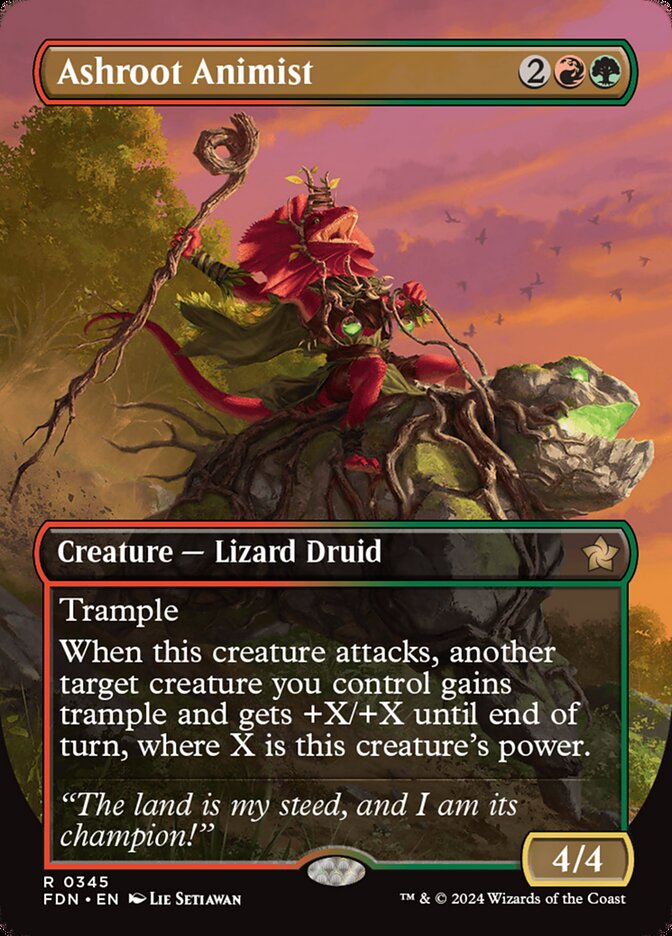 Ashroot Animist 2
Creature — Lizard Druid
Trample
When this creature attacks, another
target creature you control gains
trample and gets +X/+X until end of
turn, where X is this creature's power.
“The land is my steed, and I am its
champion!”
4/4
R 0345
FDN • EN Lie Setiawan
™ & © 2024 Wizards of the Coast